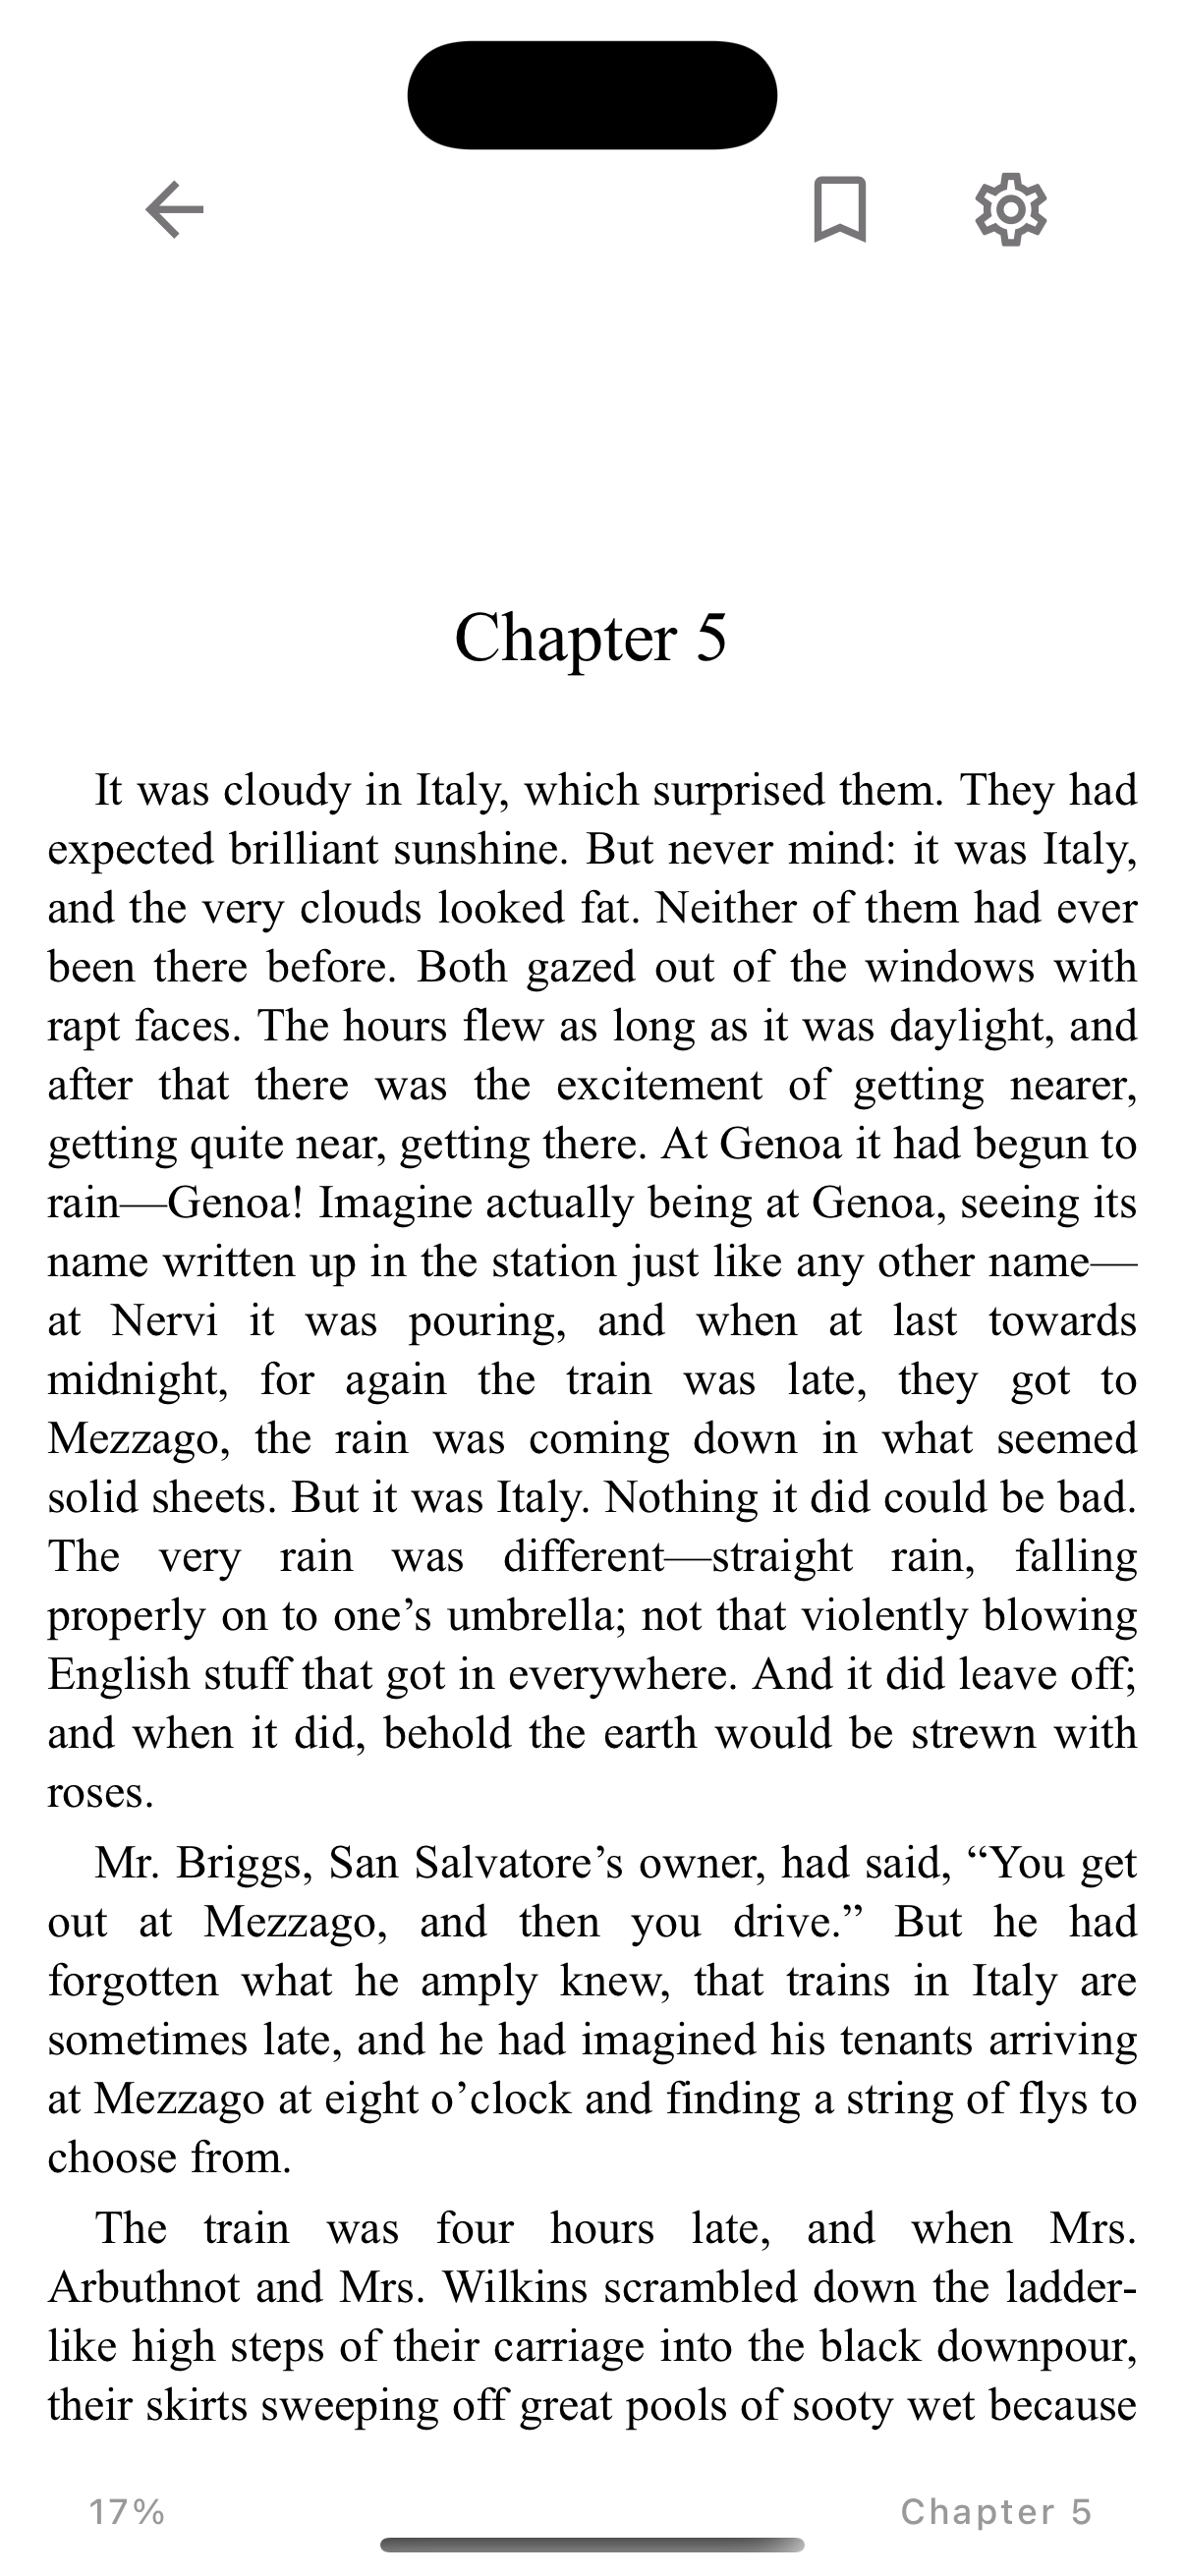 Chapter 5
It was cloudy in Italy, which surprised them. They had
expected brilliant sunshine. But never mind: it was Italy,
and the very clouds looked fat. Neither of them had ever
been there before. Both gazed out of the windows with
rapt faces. The hours flew as long as it was daylight, and
after that there was the excitement of getting nearer,
getting quite near, getting there. At Genoa it had begun to
rain—Genoa! Imagine actually being at Genoa, seeing its
name written up in the station just like any other name—
at Nervi it was pouring, and when at last towards
midnight, for again the train was late, they got to
Mezzago, the rain was coming down in what seemed
solid sheets. But it was Italy. Nothing it did could be bad.
The very rain was different—straight rain, falling
properly on to one’s umbrella; not that violently blowing
English stuff that got in everywhere. And it did leave off;
and when it did, behold the earth would be strewn with
roses.
Mr. Briggs, San Salvatore’s owner, had said, “You get
out at Mezzago, and then you drive.” But he had
forgotten what he amply knew, that trains in Italy are
sometimes late, and he had imagined his tenants arriving
at Mezzago at eight o’clock and finding a string of flys to
choose from.
The train was four hours late, and when Mrs.
Arbuthnot and Mrs. Wilkins scrambled down the ladder-
like high steps of their carriage into the black downpour,
their skirts sweeping off great pools of sooty wet because
17% Chapter 5